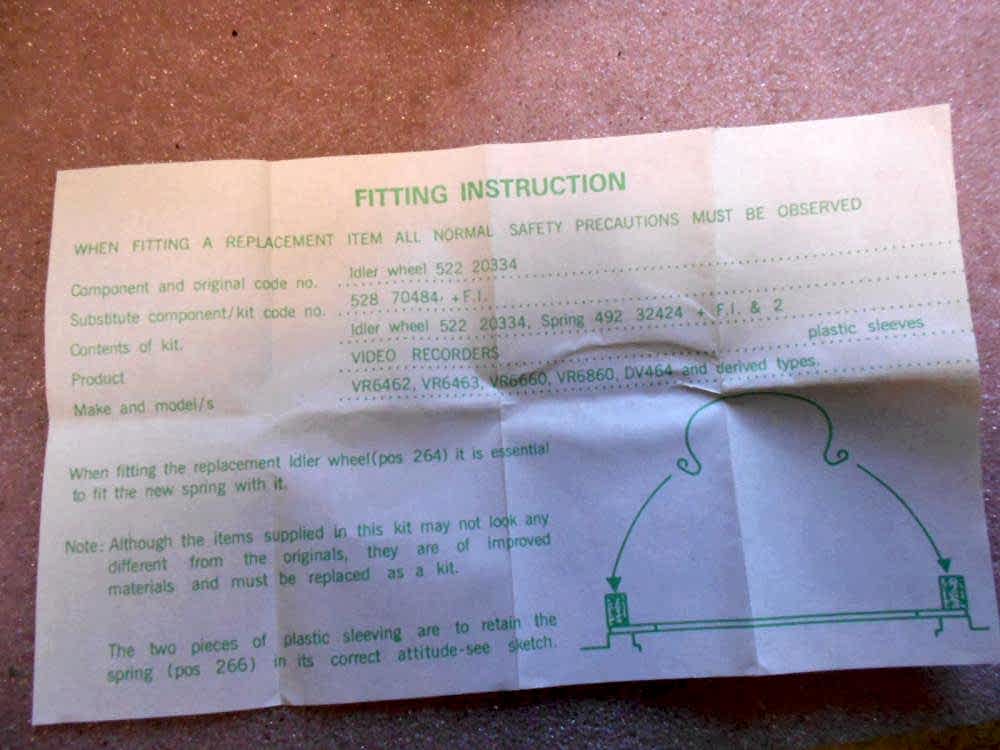 FITTING INSTRUCTION
WHEN FITTING A REPLACEMENT ITEM ALL NORMAL SAFETY PRECAUTIONS MUST BE OBSERVED
Component and original code no. Idler wheel 522 20334
Substitute component/kit code no. 528 70484 +F.I.
Contents of kit. Idler wheel 522 20334, Spring 492 32424 + F.I. & 2
plastic sleeves
Product VIDEO RECORDERS
Make and model/s VR6462, VR6463, VR6660, VR6860, DV464 and derived types.
When fitting the replacement Idler wheel(pos 264) it is essential
to fit the new spring with it.
Note: Although the items supplied in this kit may not look any
different from the originals, they are of improved
materials and must be replaced as a kit.
The two pieces of plastic sleeving are to retain the
spring (pos 266) in its correct attitude-see sketch.